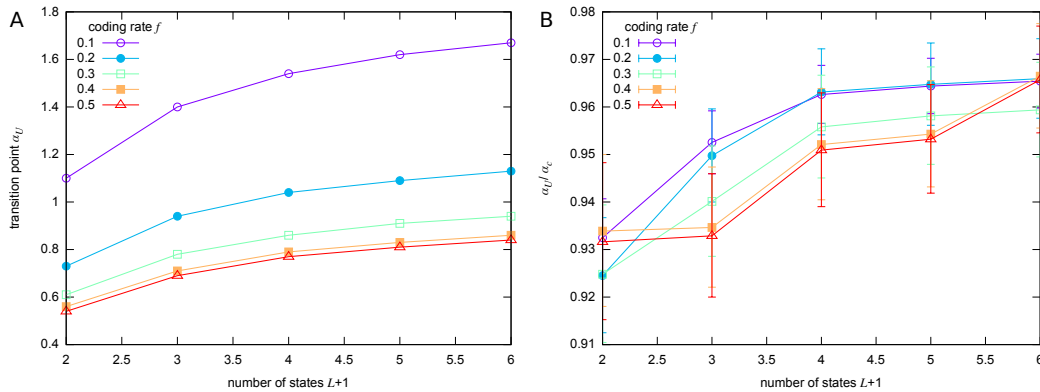 A
coding rate f
0.1
0.2
0.3
0.4
0.5
transition point α_U
1.8
1.6
1.4
1.2
1
0.8
0.6
0.4
2 2.5 3 3.5 4 4.5 5 5.5 6
number of states L+1
B
coding rate f
0.1
0.2
0.3
0.4
0.5
α_U/ α_c
0.98
0.97
0.96
0.95
0.94
0.93
0.92
0.91
2 2.5 3 3.5 4 4.5 5 5.5 6
number of states L+1